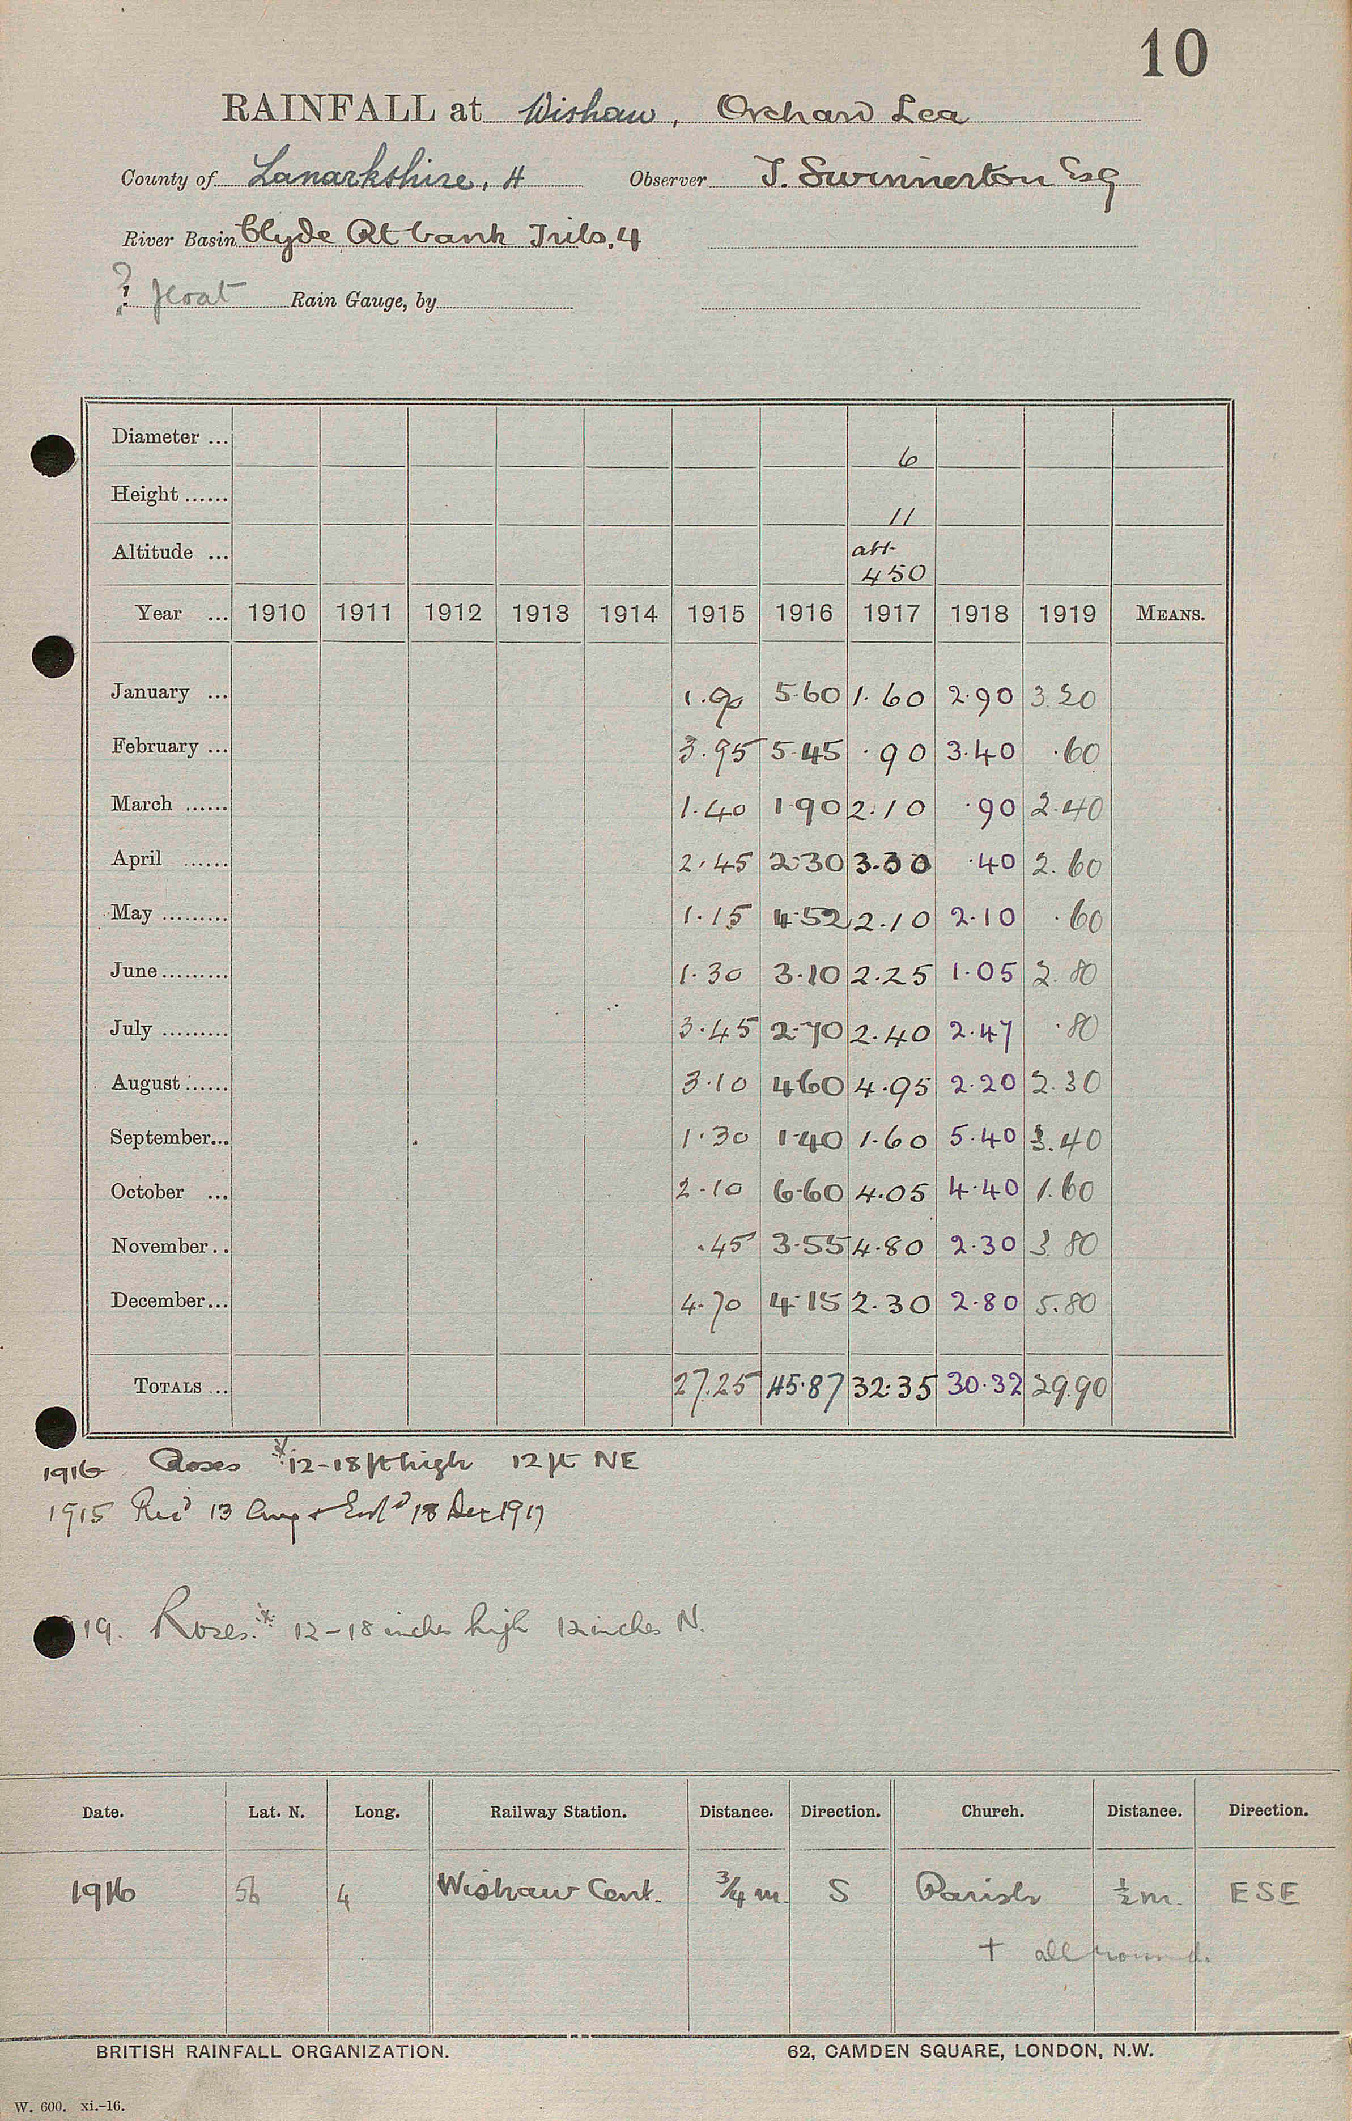 10
RAINFALL at Wishaw, Orchard Lea
County of Lanarkshire, 4 Observer J. Swinnerton Esq
River Basin Clyde Rt bank Tribs. 4
? float Rain Gauge, by
Diameter ... 6
Height ...... 11
Altitude ... abt. 450
Year ... 1910 1911 1912 1913 1914 1915 1916 1917 1918 1919 MEANS.
January ... 1.90 5.60 1.60 2.90 3.20
February ... 3.95 5.45 .90 3.40 .60
March ...... 1.40 1.90 2.10 .90 2.40
April ...... 2.45 2.30 3.30 .40 2.60
May ......... 1.15 4.52 2.10 2.10 .60
June ......... 1.30 3.10 2.25 1.05 2.80
July ......... 3.45 2.70 2.40 2.47 .80
August ...... 3.10 4.60 4.95 2.20 2.30
September... 1.30 1.40 1.60 5.40 3.40
October ... 2.10 6.60 4.05 4.40 1.60
November .. .45 3.55 4.80 2.30 3.80
December... 4.70 4.15 2.30 2.80 5.80
TOTALS ... 27.25 45.87 32.35 30.32 29.90
1916 Roses * 12-18 ft high 12 ft NE
1915 Rec'd 13 Aug + End 18 Dec 1917
19. Roses.* 12-18 inches high 12 inches N.
Date. Lat. N. Long. Railway Station. Distance. Direction. Church. Distance. Direction.
1916 56 4 Wishaw Cent. 3/4 m. S Parish 1/2 m. ESE
† all round.
BRITISH RAINFALL ORGANIZATION. 62, CAMDEN SQUARE, LONDON, N.W.
W. 600. xi.-16.